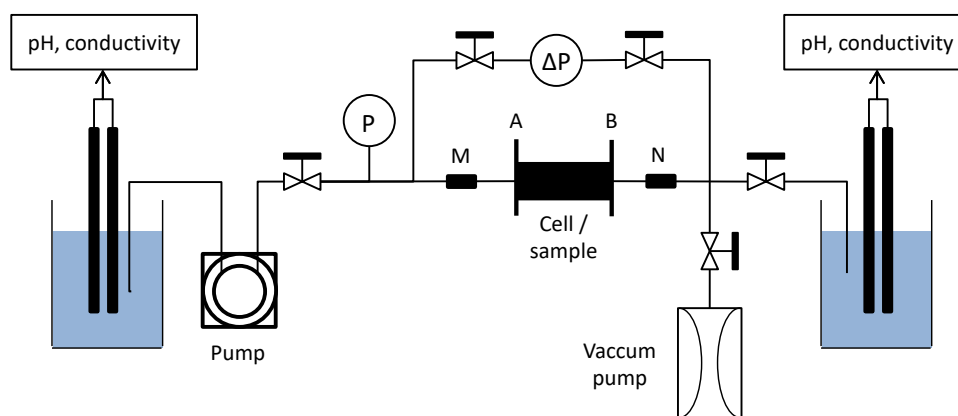 pH, conductivity
pH, conductivity
ΔP
P
A
B
M
N
Cell /
sample
Pump
Vaccum
pump